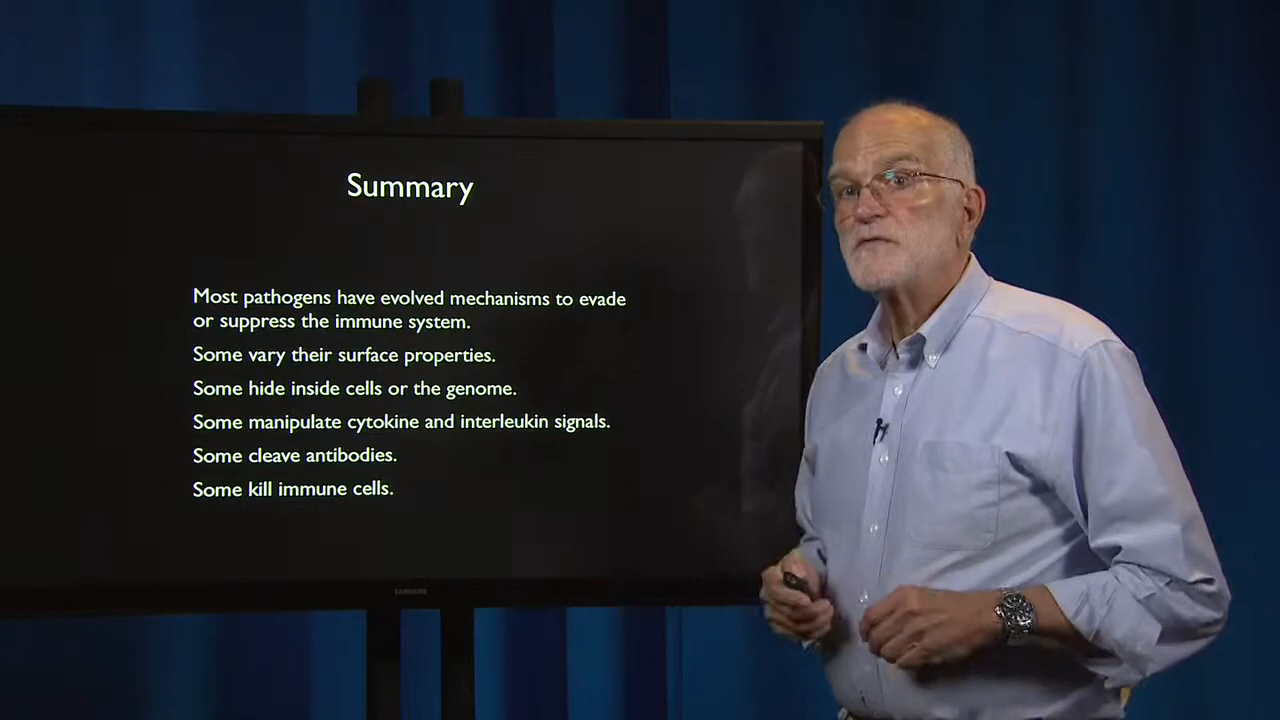 Summary
Most pathogens have evolved mechanisms to evade
or suppress the immune system.
Some vary their surface properties.
Some hide inside cells or the genome.
Some manipulate cytokine and interleukin signals.
Some cleave antibodies.
Some kill immune cells.
SAMSUNG